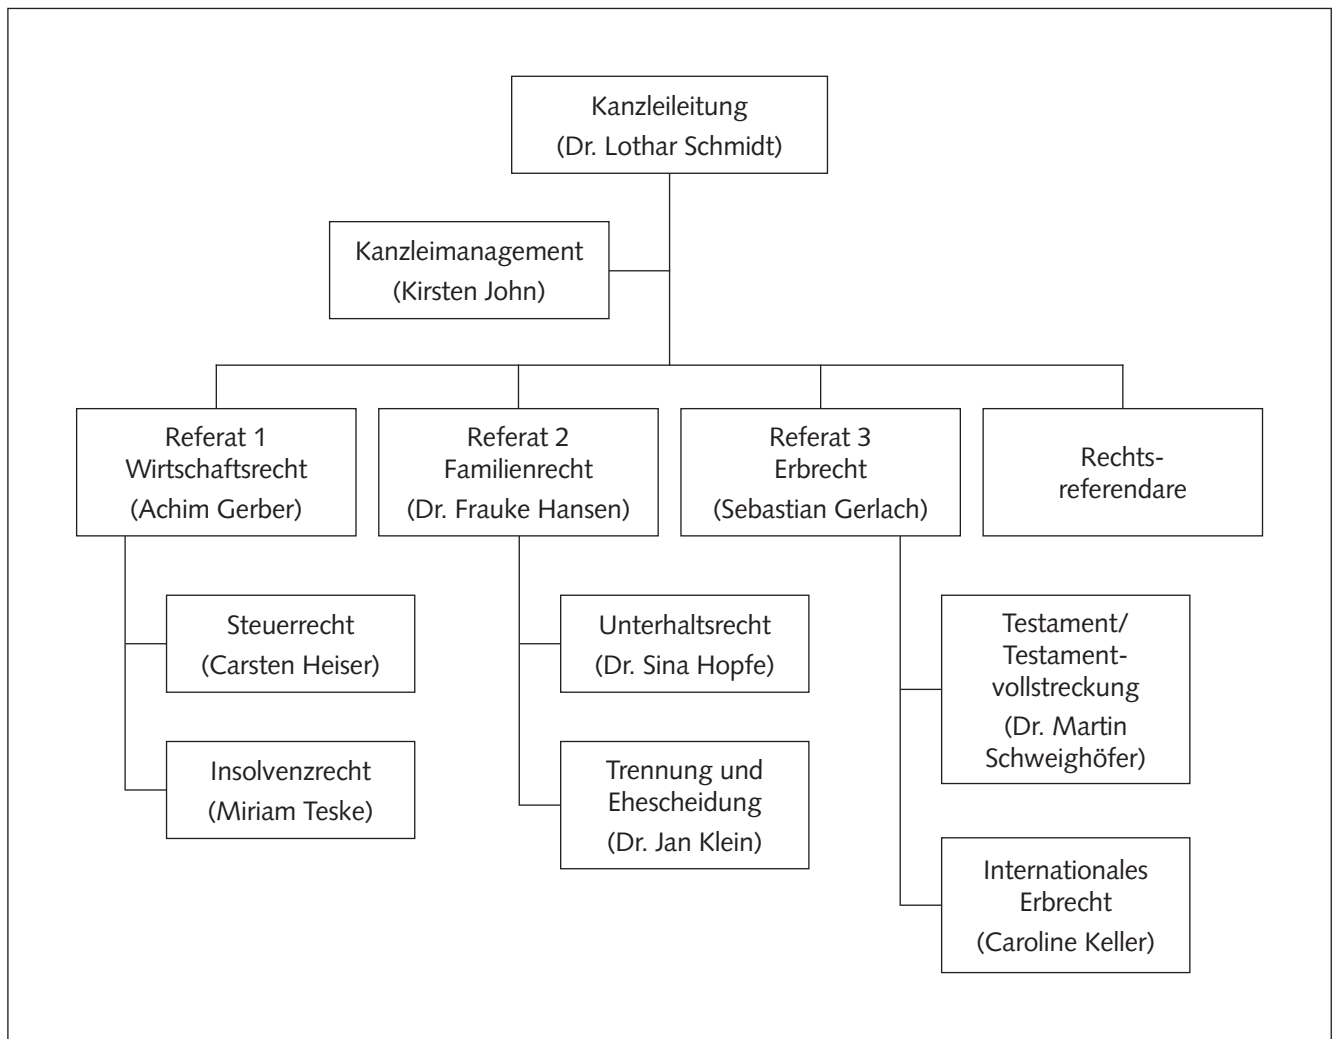 Kanzleileitung
(Dr. Lothar Schmidt)
Kanzleimanagement
(Kirsten John)
Referat 1
Wirtschaftsrecht
(Achim Gerber)
Referat 2
Familienrecht
(Dr. Frauke Hansen)
Referat 3
Erbrecht
(Sebastian Gerlach)
Rechts-
referendare
Steuerrecht
(Carsten Heiser)
Insolvenzrecht
(Miriam Teske)
Unterhaltsrecht
(Dr. Sina Hopfe)
Trennung und
Ehescheidung
(Dr. Jan Klein)
Testament/
Testament-
vollstreckung
(Dr. Martin
Schweighöfer)
Internationales
Erbrecht
(Caroline Keller)